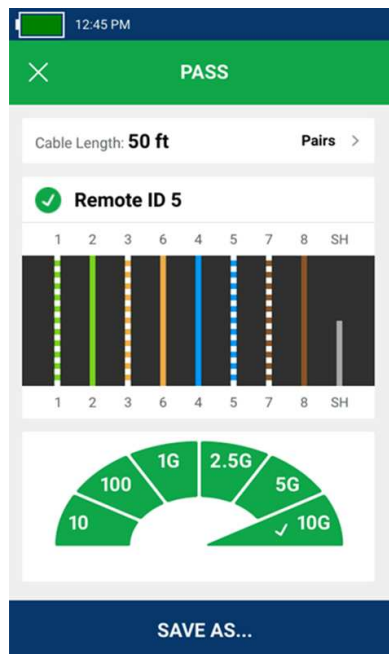 12:45 PM
PASS
Cable Length: 50 ft Pairs >
Remote ID 5
1 2 3 6 4 5 7 8 SH
1 2 3 6 4 5 7 8 SH
10 100 1G 2.5G 5G 10G
SAVE AS...